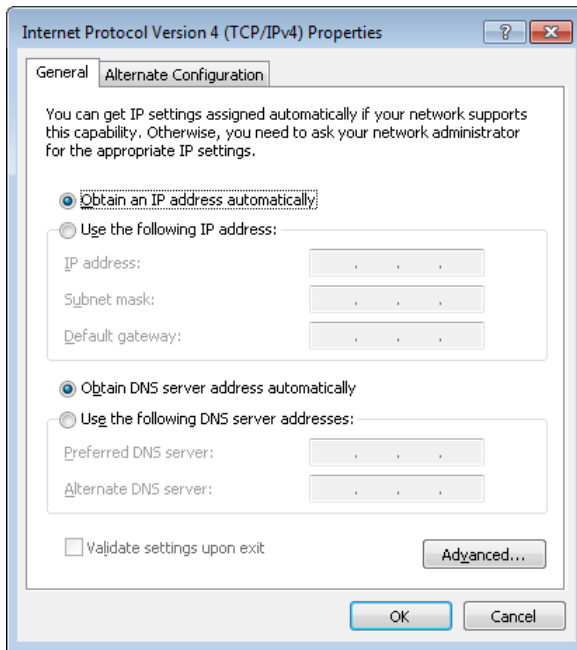 Internet Protocol Version 4 (TCP/IPv4) Properties
General
Alternate Configuration
You can get IP settings assigned automatically if your network supports
this capability. Otherwise, you need to ask your network administrator
for the appropriate IP settings.
Obtain an IP address automatically
Use the following IP address:
IP address:
Subnet mask:
Default gateway:
Obtain DNS server address automatically
Use the following DNS server addresses:
Preferred DNS server:
Alternate DNS server:
Validate settings upon exit
Advanced...
OK
Cancel